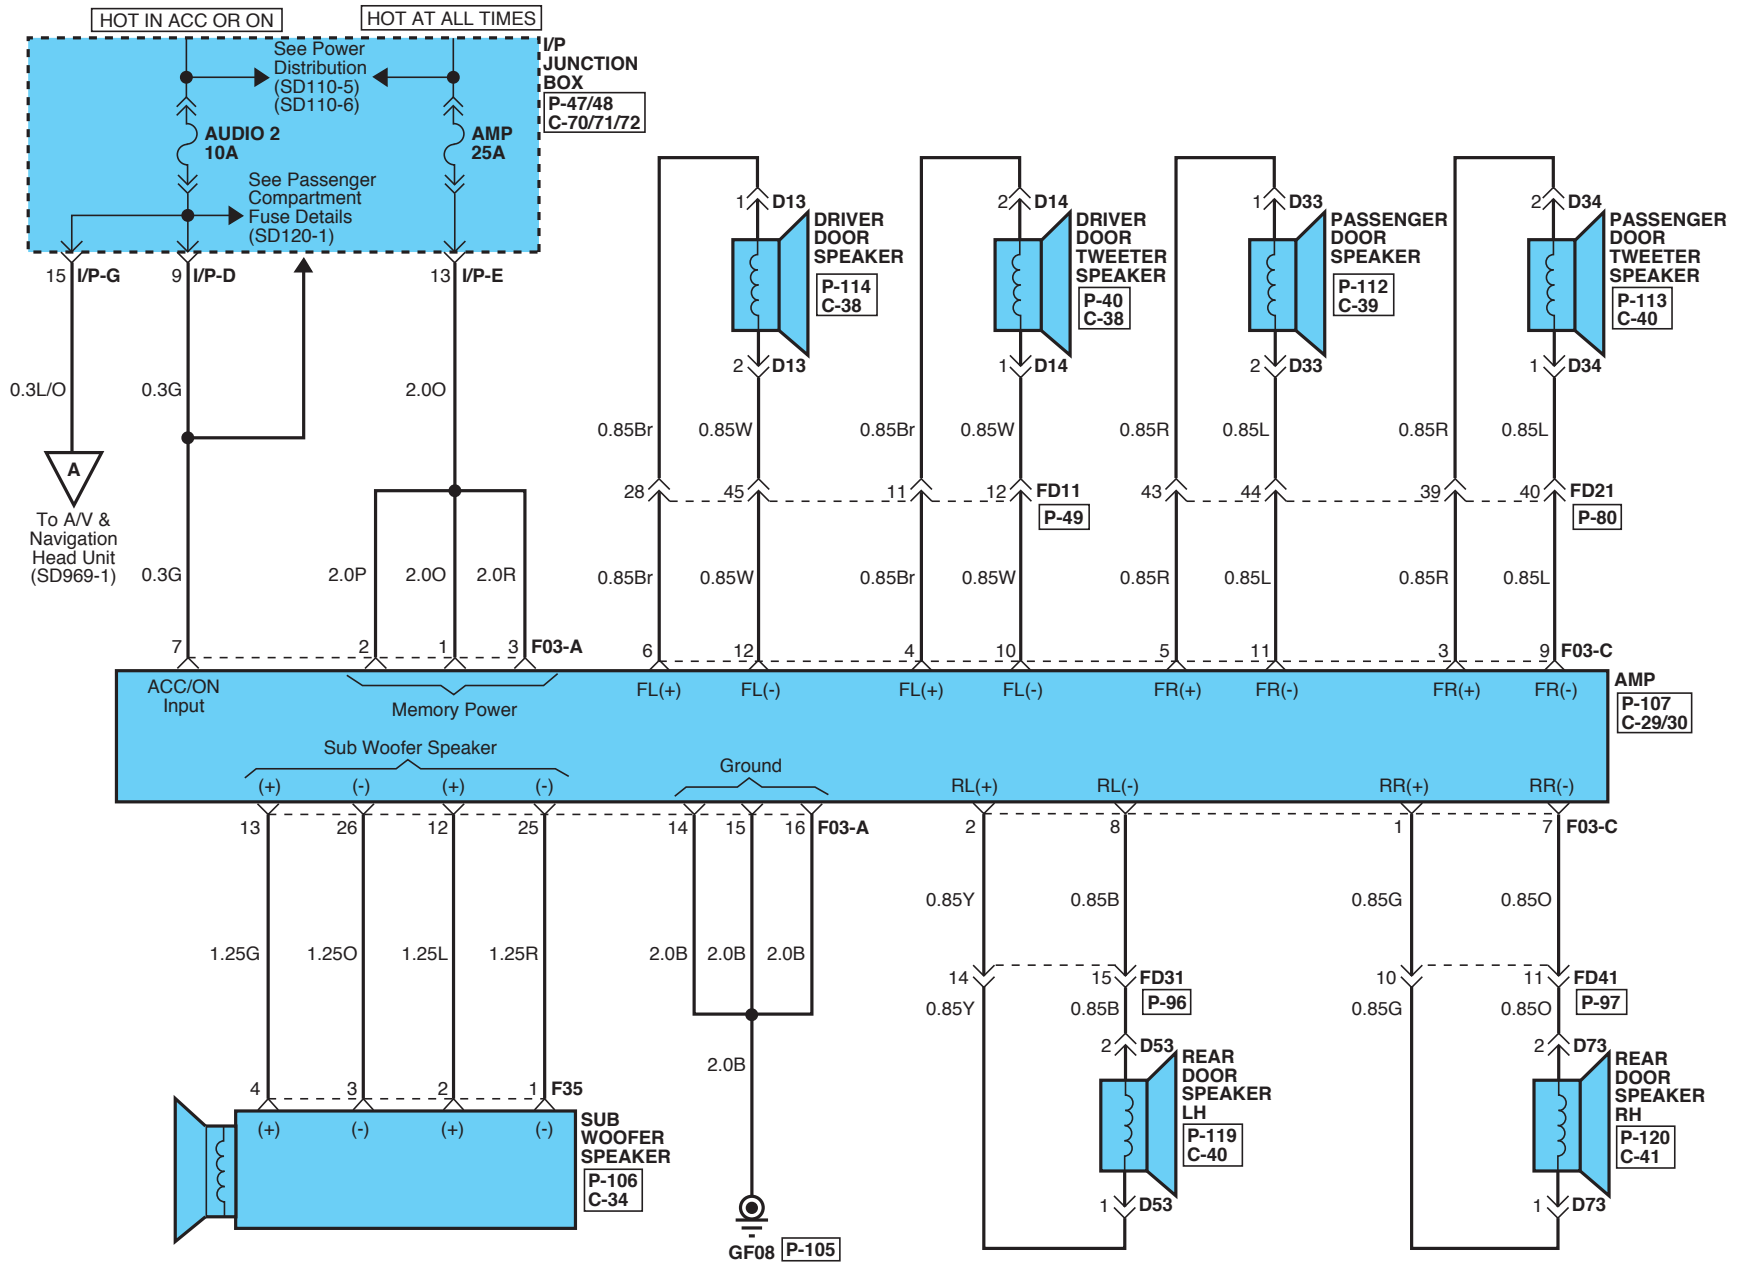 HOT IN ACC OR ON
HOT AT ALL TIMES
I/P
JUNCTION
BOX
P-47/48
C-70/71/72
See Power
Distribution
(SD110-5)
(SD110-6)
AUDIO 2
10A
AMP
25A
See Passenger
Compartment
Fuse Details
(SD120-1)
15 I/P-G
9 I/P-D
13 I/P-E
1 D13
DRIVER
DOOR
SPEAKER
P-114
C-38
2 D13
2 D14
DRIVER
DOOR
TWEETER
SPEAKER
P-40
C-38
1 D14
1 D33
PASSENGER
DOOR
SPEAKER
P-112
C-39
2 D33
2 D34
PASSENGER
DOOR
TWEETER
SPEAKER
P-113
C-40
1 D34
0.3L/O 0.3G 2.0O
0.85Br 0.85W 0.85Br 0.85W 0.85R 0.85L 0.85R 0.85L
A
To A/V &
Navigation
Head Unit
(SD969-1)
28 45 11 12 FD11
P-49
43 44 39 40 FD21
P-80
0.3G 2.0P 2.0O 2.0R
0.85Br 0.85W 0.85Br 0.85W 0.85R 0.85L 0.85R 0.85L
7 2 1 3 F03-A
6 12 4 10 5 11 3 9 F03-C
ACC/ON
Input
Memory Power
FL(+) FL(-) FL(+) FL(-) FR(+) FR(-) FR(+) FR(-)
AMP
P-107
C-29/30
Sub Woofer Speaker
(+) (-) (+) (-)
Ground
RL(+) RL(-) RR(+) RR(-)
13 26 12 25
14 15 16 F03-A
2 8 1 7 F03-C
1.25G 1.25O 1.25L 1.25R
2.0B 2.0B 2.0B
0.85Y 0.85B 0.85G 0.85O
14 15 FD31
P-96
10 11 FD41
P-97
0.85Y 0.85B 0.85G 0.85O
2.0B
4 3 2 1 F35
(+) (-) (+) (-)
SUB
WOOFER
SPEAKER
P-106
C-34
GF08 P-105
2 D53
REAR
DOOR
SPEAKER
LH
P-119
C-40
1 D53
2 D73
REAR
DOOR
SPEAKER
RH
P-120
C-41
1 D73